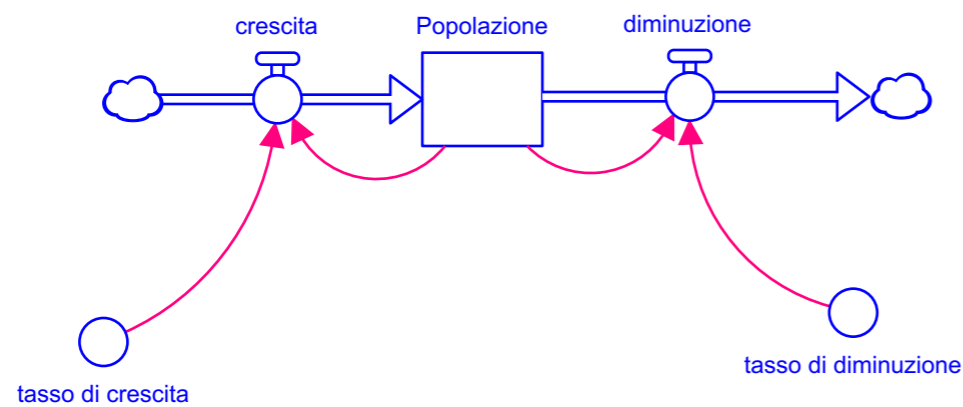 crescita
Popolazione
diminuzione
tasso di crescita
tasso di diminuzione